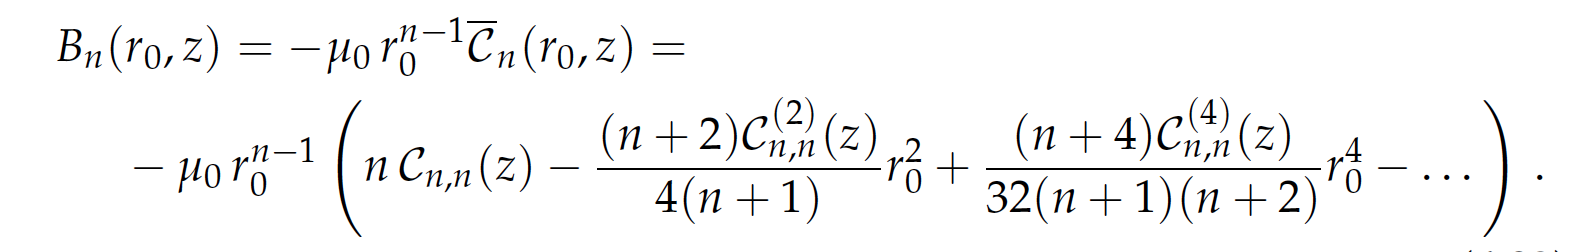 B_n(r_0, z) = −μ_0 r_0^{n−1} \overline{𝒞}_n(r_0, z) =
− μ_0 r_0^{n−1} ( n 𝒞_{n,n}(z) − \frac{(n + 2)𝒞_{n,n}^{(2)}(z)}{4(n + 1)} r_0^2 + \frac{(n + 4)𝒞_{n,n}^{(4)}(z)}{32(n + 1)(n + 2)} r_0^4 − … ) .